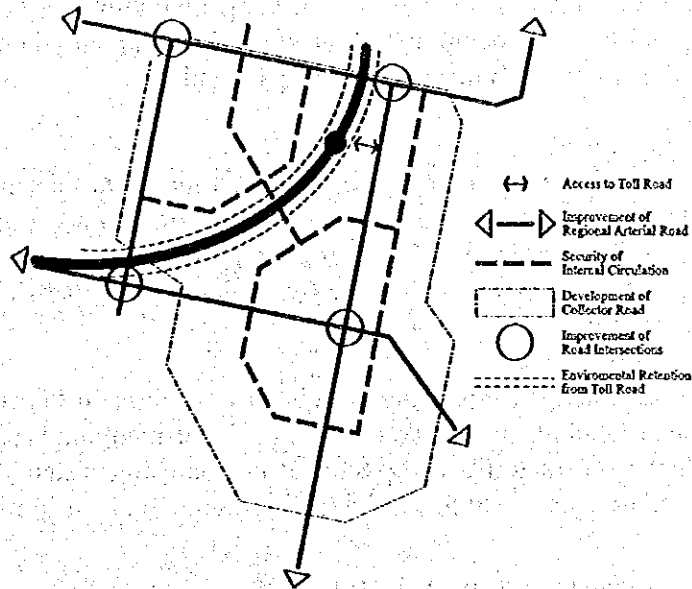 Access to Toll Road
Improvement of
Regional Arterial Road
Security of
Internal Circulation
Development of
Collector Road
Improvement of
Road Intersections
Enviromental Retention
from Toll Road